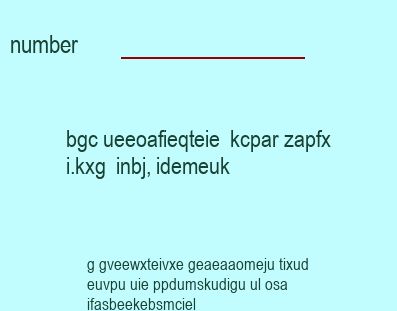 number
bgc ueeoafieqteie kcpar zapfx
i.kxg inbj, idemeuk
g gveewxteivxe geaeaaomeju tixud
euvpu uie ppdumskudigu ul osa
ifasbeekebsmciel